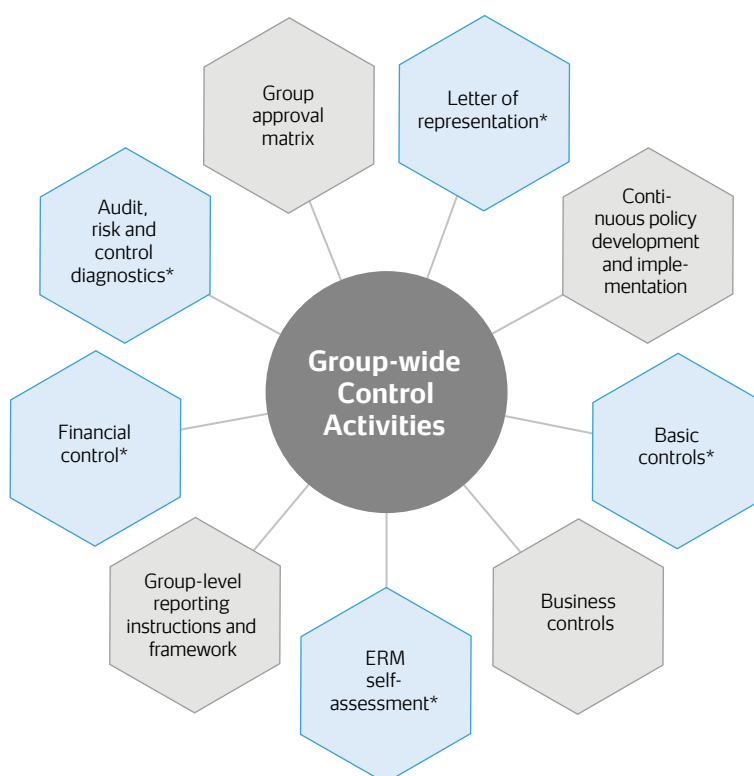 Group
approval
matrix
Letter of
representation*
Audit,
risk and
control
diagnostics*
Conti-
nuous policy
development
and imple-
mentation
Group-wide
Control
Activities
Financial
control*
Basic
controls*
Group-level
reporting
instructions and
framework
Business
controls
ERM
self-
assessment*